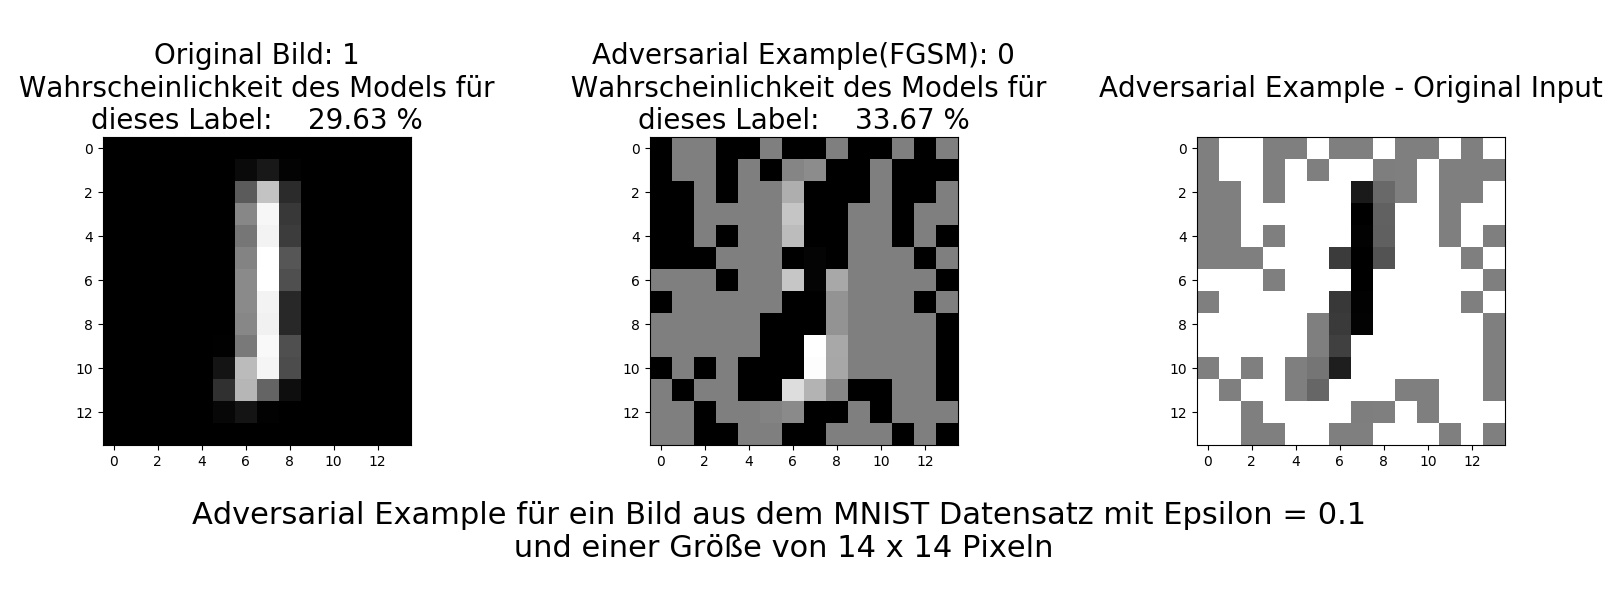 Original Bild: 1
Wahrscheinlichkeit des Models für
dieses Label:    29.63 %
0
2
4
6
8
10
12
0 2 4 6 8 10 12
Adversarial Example(FGSM): 0
Wahrscheinlichkeit des Models für
dieses Label:    33.67 %
0
2
4
6
8
10
12
0 2 4 6 8 10 12
Adversarial Example - Original Input
0
2
4
6
8
10
12
0 2 4 6 8 10 12
Adversarial Example für ein Bild aus dem MNIST Datensatz mit Epsilon = 0.1
und einer Größe von 14 x 14 Pixeln